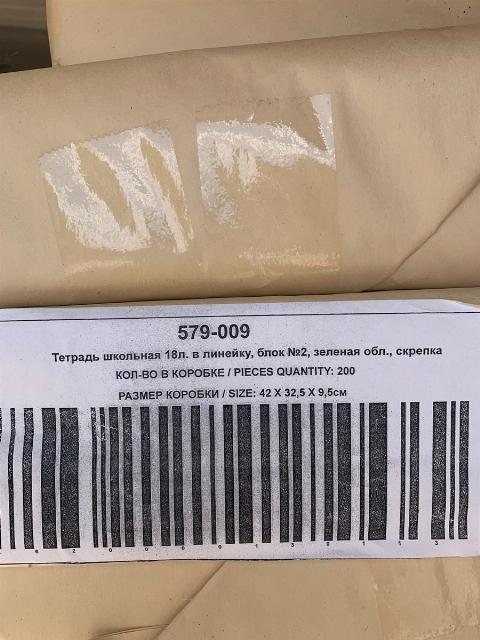 579-009
Тетрадь школьная 18л. в линейку, блок №2, зеленая обл., скрепка
КОЛ-ВО В КОРОБКЕ / PIECES QUANTITY: 200
РАЗМЕР КОРОБКИ / SIZE: 42 X 32,5 X 9,5см